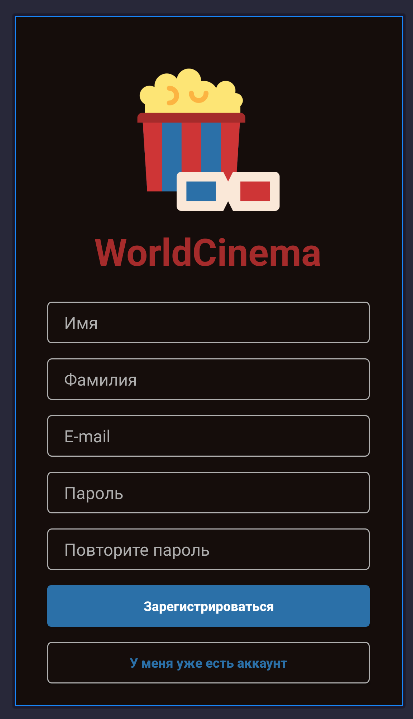 WorldCinema
Имя
Фамилия
E-mail
Пароль
Повторите пароль
Зарегистрироваться
У меня уже есть аккаунт